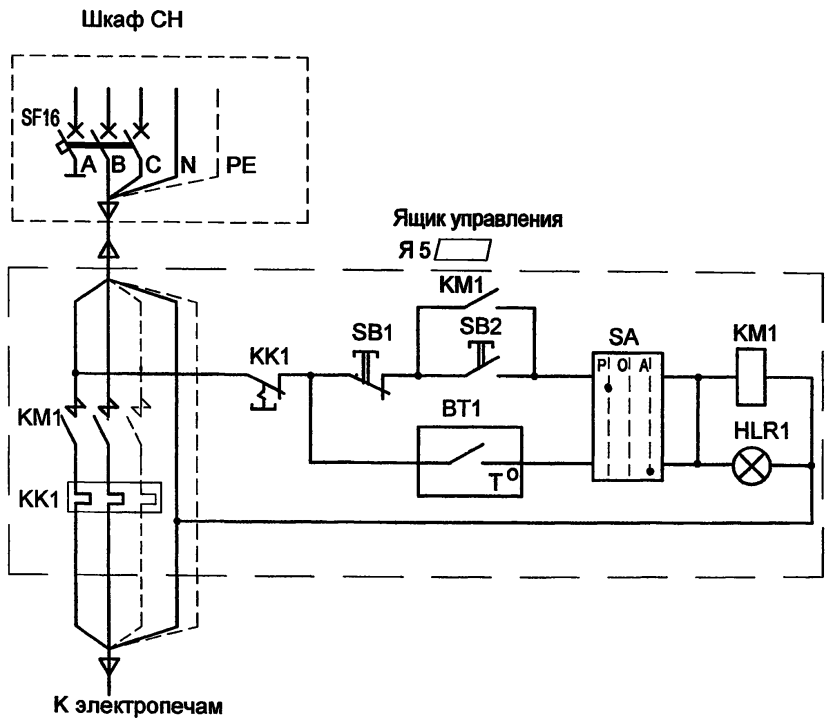 Шкаф СН
SF16
A B C N PE
Ящик управления
Я 5
KM1
SB1 SB2 SA KM1
KK1
P O A
KM1
BT1 HLR1
T°
KK1
К электропечам